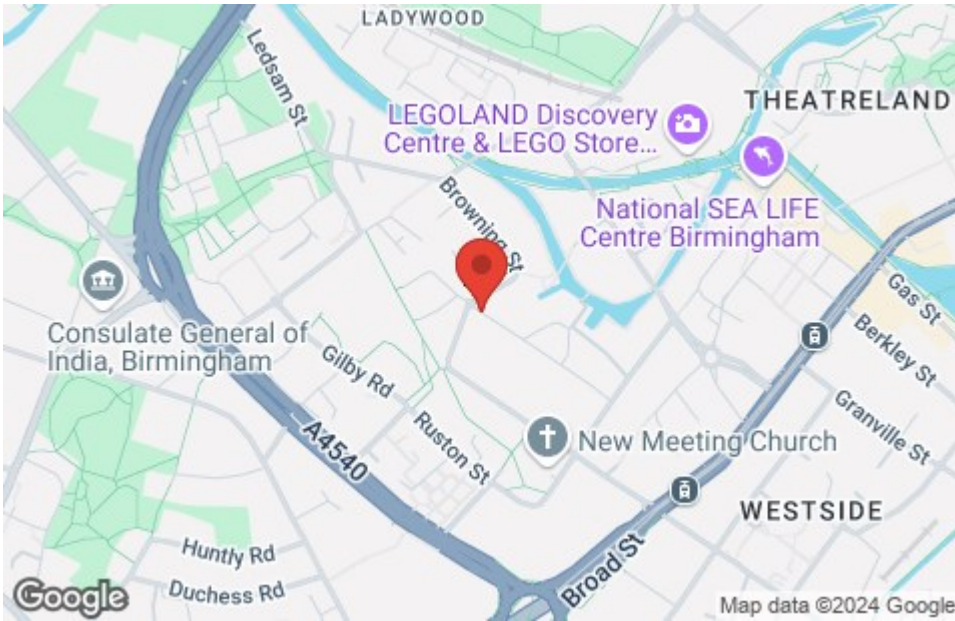 LADYWOOD
Ledsam St
LEGOLAND Discovery
Centre & LEGO Store...
THEATRELAND
Browning St
National SEA LIFE
Centre Birmingham
Gas St
Consulate General of
India, Birmingham
Berkley St
Gilby Rd
Granville St
Ruston St
A4540
New Meeting Church
WESTSIDE
Broad St
Huntly Rd
Duchess Rd
Google
Map data ©2024 Google